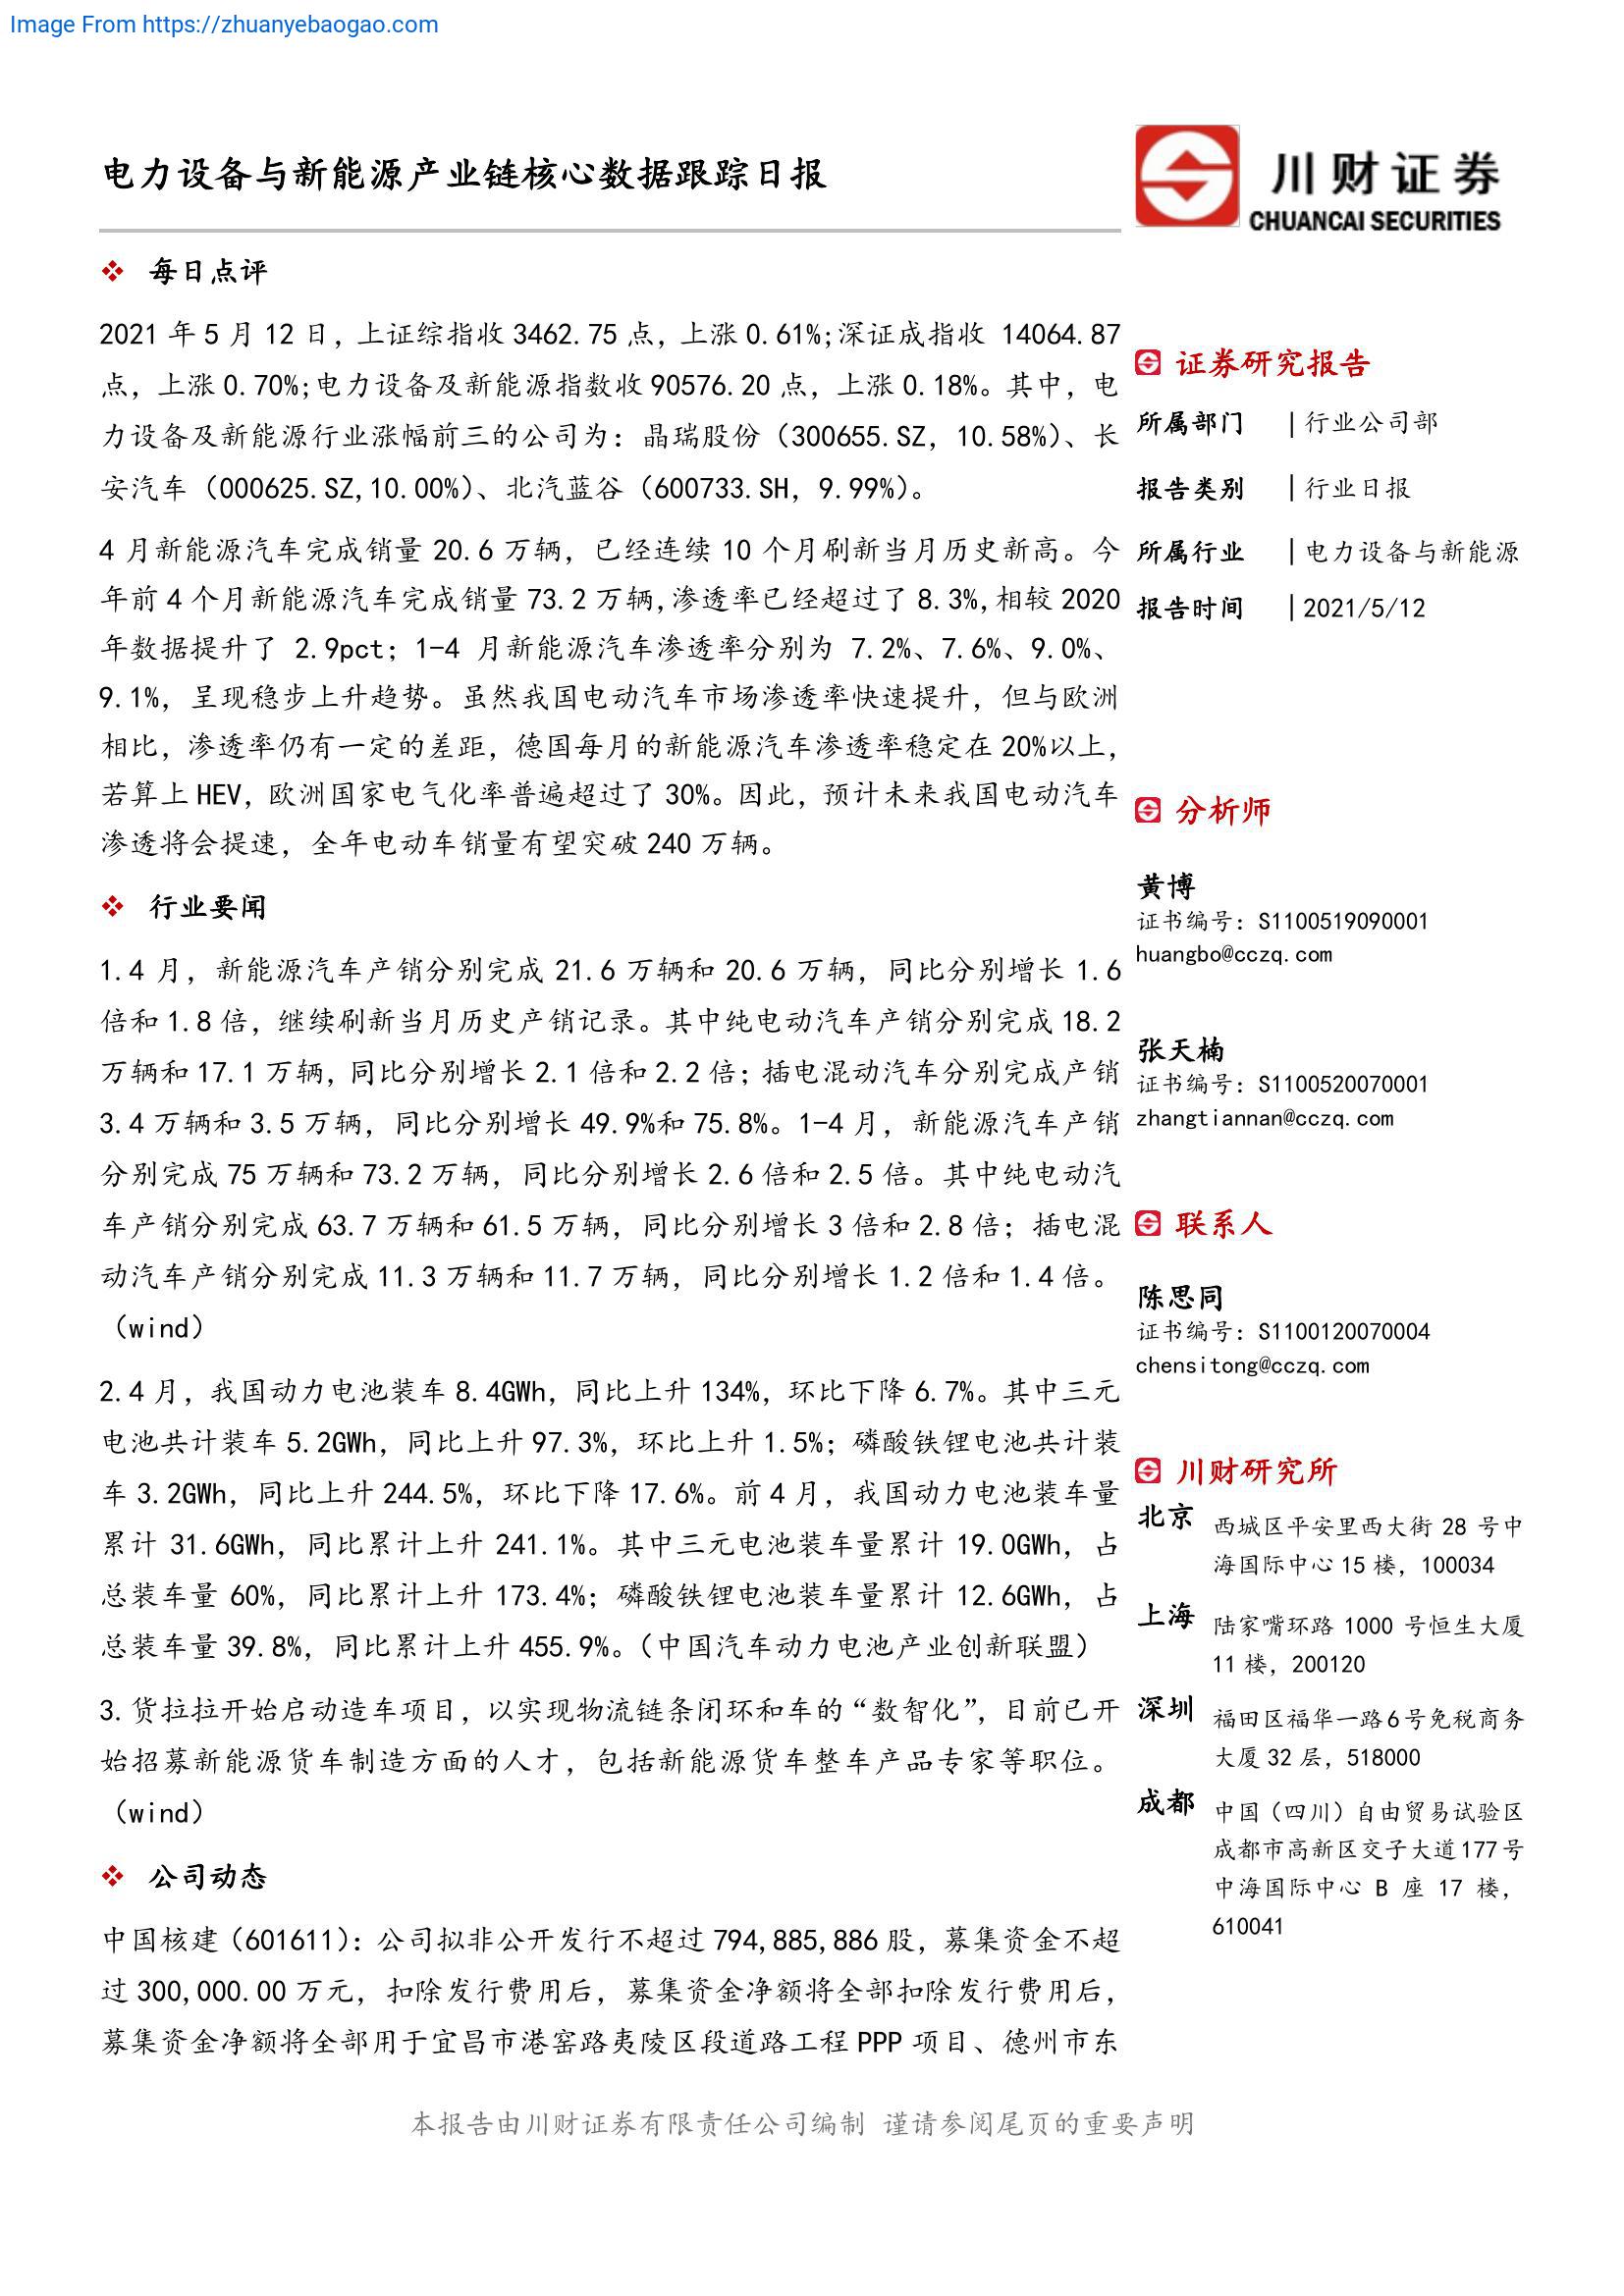 Image From https://zhuanyebaogao.com
电力设备与新能源产业链核心数据跟踪日报
川财证券
CHUANCAI SECURITIES
每日点评
2021 年 5 月 12 日，上证综指收 3462.75 点，上涨 0.61%;深证成指收 14064.87
点，上涨 0.70%;电力设备及新能源指数收 90576.20 点，上涨 0.18%。其中，电
力设备及新能源行业涨幅前三的公司为：晶瑞股份（300655.SZ，10.58%）、长
安汽车（000625.SZ,10.00%）、北汽蓝谷（600733.SH，9.99%）。
4 月新能源汽车完成销量 20.6 万辆，已经连续 10 个月刷新当月历史新高。今
年前 4 个月新能源汽车完成销量 73.2 万辆,渗透率已经超过了 8.3%,相较 2020
年数据提升了 2.9pct；1-4 月新能源汽车渗透率分别为 7.2%、7.6%、9.0%、
9.1%，呈现稳步上升趋势。虽然我国电动汽车市场渗透率快速提升，但与欧洲
相比，渗透率仍有一定的差距，德国每月的新能源汽车渗透率稳定在 20%以上，
若算上 HEV，欧洲国家电气化率普遍超过了 30%。因此，预计未来我国电动汽车
渗透将会提速，全年电动车销量有望突破 240 万辆。
行业要闻
1.4 月，新能源汽车产销分别完成 21.6 万辆和 20.6 万辆，同比分别增长 1.6
倍和 1.8 倍，继续刷新当月历史产销记录。其中纯电动汽车产销分别完成 18.2
万辆和 17.1 万辆，同比分别增长 2.1 倍和 2.2 倍；插电混动汽车分别完成产销
3.4 万辆和 3.5 万辆，同比分别增长 49.9%和 75.8%。1-4 月，新能源汽车产销
分别完成 75 万辆和 73.2 万辆，同比分别增长 2.6 倍和 2.5 倍。其中纯电动汽
车产销分别完成 63.7 万辆和 61.5 万辆，同比分别增长 3 倍和 2.8 倍；插电混
动汽车产销分别完成 11.3 万辆和 11.7 万辆，同比分别增长 1.2 倍和 1.4 倍。
（wind）
2.4 月，我国动力电池装车 8.4GWh，同比上升 134%，环比下降 6.7%。其中三元
电池共计装车 5.2GWh，同比上升 97.3%，环比上升 1.5%；磷酸铁锂电池共计装
车 3.2GWh，同比上升 244.5%，环比下降 17.6%。前 4 月，我国动力电池装车量
累计 31.6GWh，同比累计上升 241.1%。其中三元电池装车量累计 19.0GWh，占
总装车量 60%，同比累计上升 173.4%；磷酸铁锂电池装车量累计 12.6GWh，占
总装车量 39.8%，同比累计上升 455.9%。（中国汽车动力电池产业创新联盟）
3.货拉拉开始启动造车项目，以实现物流链条闭环和车的“数智化”，目前已开
始招募新能源货车制造方面的人才，包括新能源货车整车产品专家等职位。
（wind）
公司动态
中国核建（601611）：公司拟非公开发行不超过 794,885,886 股，募集资金不超
过 300,000.00 万元，扣除发行费用后，募集资金净额将全部扣除发行费用后，
募集资金净额将全部用于宜昌市港窑路夷陵区段道路工程 PPP 项目、德州市东
证券研究报告
所属部门 | 行业公司部
报告类别 | 行业日报
所属行业 | 电力设备与新能源
报告时间 | 2021/5/12
分析师
黄博
证书编号：S1100519090001
huangbo@cczq.com
张天楠
证书编号：S1100520070001
zhangtiannan@cczq.com
联系人
陈思同
证书编号：S1100120070004
chensitong@cczq.com
川财研究所
北京 西城区平安里西大街 28 号中
海国际中心 15 楼，100034
上海 陆家嘴环路 1000 号恒生大厦
11 楼，200120
深圳 福田区福华一路 6 号免税商务
大厦 32 层，518000
成都 中国（四川）自由贸易试验区
成都市高新区交子大道 177 号
中海国际中心 B 座 17 楼，
610041
本报告由川财证券有限责任公司编制 谨请参阅尾页的重要声明